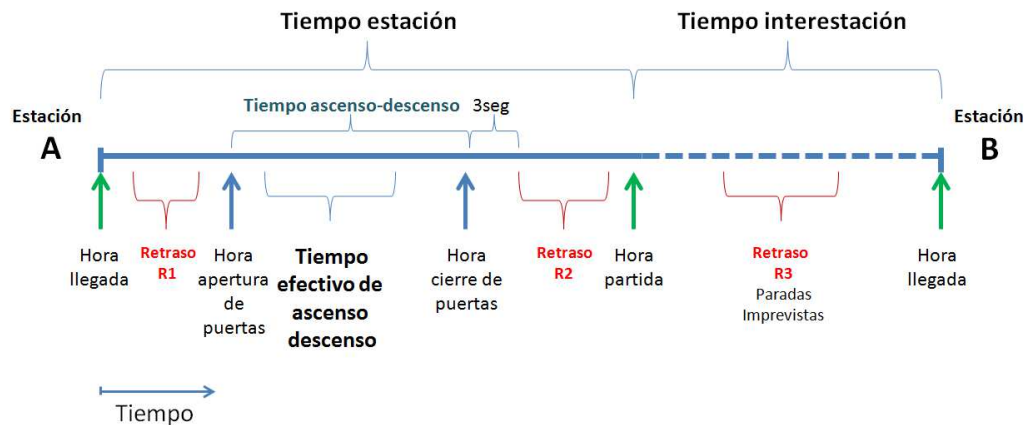 Tiempo estación
Tiempo interestación
Tiempo ascenso-descenso
3seg
Estación
A
Estación
B
Hora
llegada
Retraso
R1
Hora
apertura
de
puertas
Tiempo
efectivo de
ascenso
descenso
Hora
cierre de
puertas
Retraso
R2
Hora
partida
Retraso
R3
Paradas
Imprevistas
Hora
llegada
Tiempo